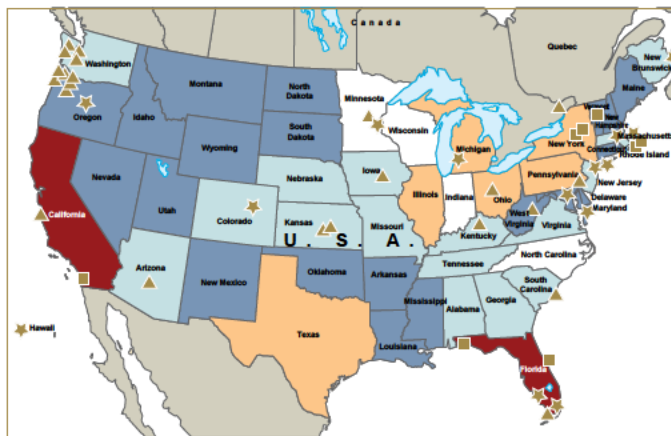 Canada
Quebec
New
Brunswick
Washington
Montana
North
Dakota
Minnesota
Maine
Vermont
New
Hampshire
Massachusetts
Oregon
Idaho
South
Dakota
Wisconsin
Michigan
New York
Connecticut
Rhode Island
Wyoming
Iowa
Pennsylvania
Nebraska
Nevada
Illinois
Indiana
Ohio
New Jersey
Delaware
Maryland
Utah
Colorado
Kansas
Missouri
West
Virginia
Virginia
California
Kentucky
U. S. A.
North Carolina
Tennessee
Arizona
New Mexico
Oklahoma
Arkansas
South
Carolina
Mississippi
Alabama
Georgia
Hawaii
Texas
Louisiana
Florida